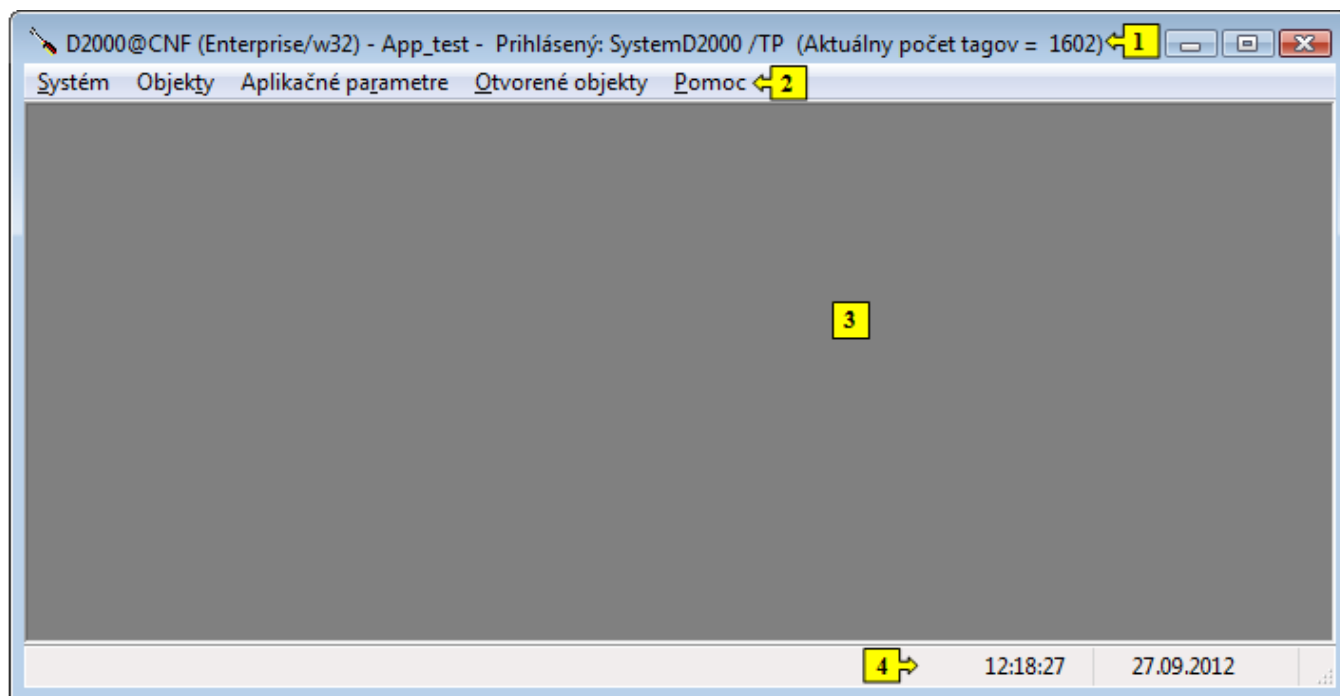 D2000@CNF (Enterprise/w32) - App_test - Prihlásený: SystemD2000 /TP (Aktuálny počet tagov = 1602) 1
Systém Objekty Aplikačné parametre Otvorené objekty Pomoc 2
3
4 12:18:27 27.09.2012